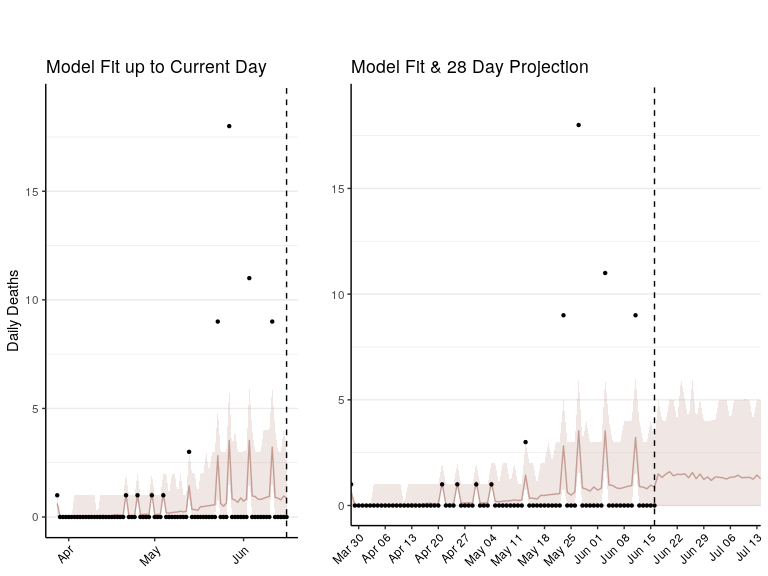 Model Fit up to Current Day
Model Fit & 28 Day Projection
Daily Deaths
15
10
5
0
Apr
May
Jun
15
10
5
0
Mar 30
Apr 06
Apr 13
Apr 20
Apr 27
May 04
May 11
May 18
May 25
Jun 01
Jun 08
Jun 15
Jun 22
Jun 29
Jul 06
Jul 13